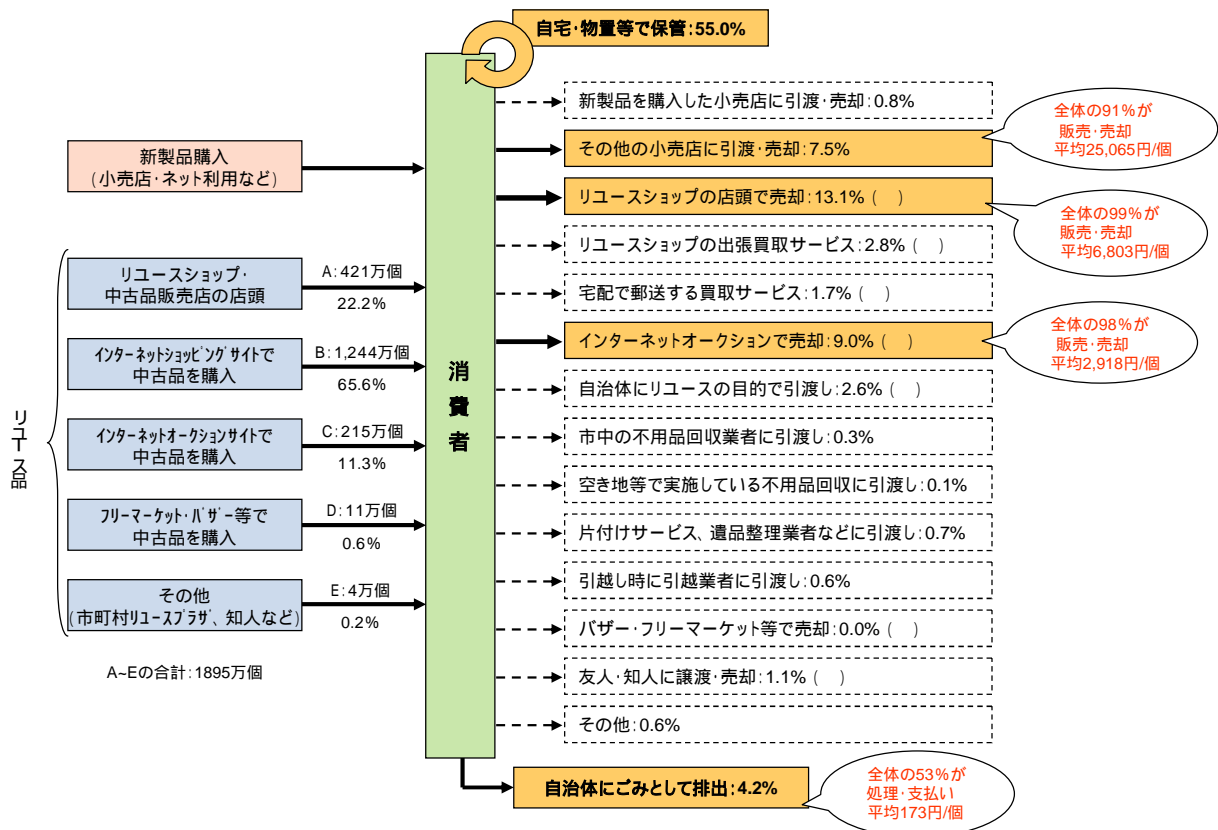 自宅・物置等で保管:55.0%
新製品を購入した小売店に引渡・売却:0.8%
その他の小売店に引渡・売却:7.5%
全体の91%が
販売・売却
平均25,065円/個
リユースショップの店頭で売却:13.1% (　)
全体の99%が
販売・売却
平均6,803円/個
リユースショップの出張買取サービス:2.8% (　)
宅配で郵送する買取サービス:1.7% (　)
インターネットオークションで売却:9.0% (　)
全体の98%が
販売・売却
平均2,918円/個
自治体にリユースの目的で引渡し:2.6% (　)
市中の不用品回収業者に引渡し:0.3%
空き地等で実施している不用品回収に引渡し:0.1%
片付けサービス、遺品整理業者などに引渡し:0.7%
引越し時に引越業者に引渡し:0.6%
バザー・フリーマーケット等で売却:0.0% (　)
友人・知人に譲渡・売却:1.1% (　)
その他:0.6%
自治体にごみとして排出:4.2%
全体の53%が
処理・支払い
平均173円/個
消費者
新製品購入
(小売店・ネット利用など)
リユース品
リユースショップ・
中古品販売店の店頭
A:421万個
22.2%
インターネットショッピングサイトで
中古品を購入
B:1,244万個
65.6%
インターネットオークションサイトで
中古品を購入
C:215万個
11.3%
フリーマーケット・バザー等で
中古品を購入
D:11万個
0.6%
その他
(市町村リユースプラザ、知人など)
E:4万個
0.2%
A~Eの合計:1895万個